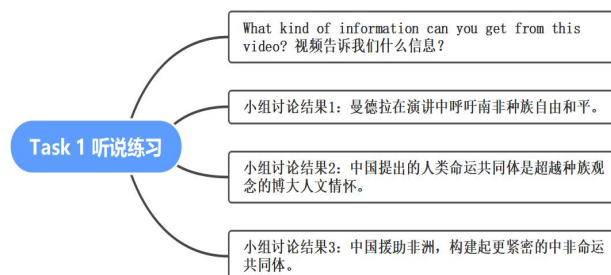 Task 1 听说练习
What kind of information can you get from this
video? 视频告诉我们什么信息?
小组讨论结果1: 曼德拉在演讲中呼吁南非种族自由和平。
小组讨论结果2: 中国提出的人类命运共同体是超越种族观
念的博大人文情怀。
小组讨论结果3: 中国援助非洲，构建起更紧密的中非命运
共同体。